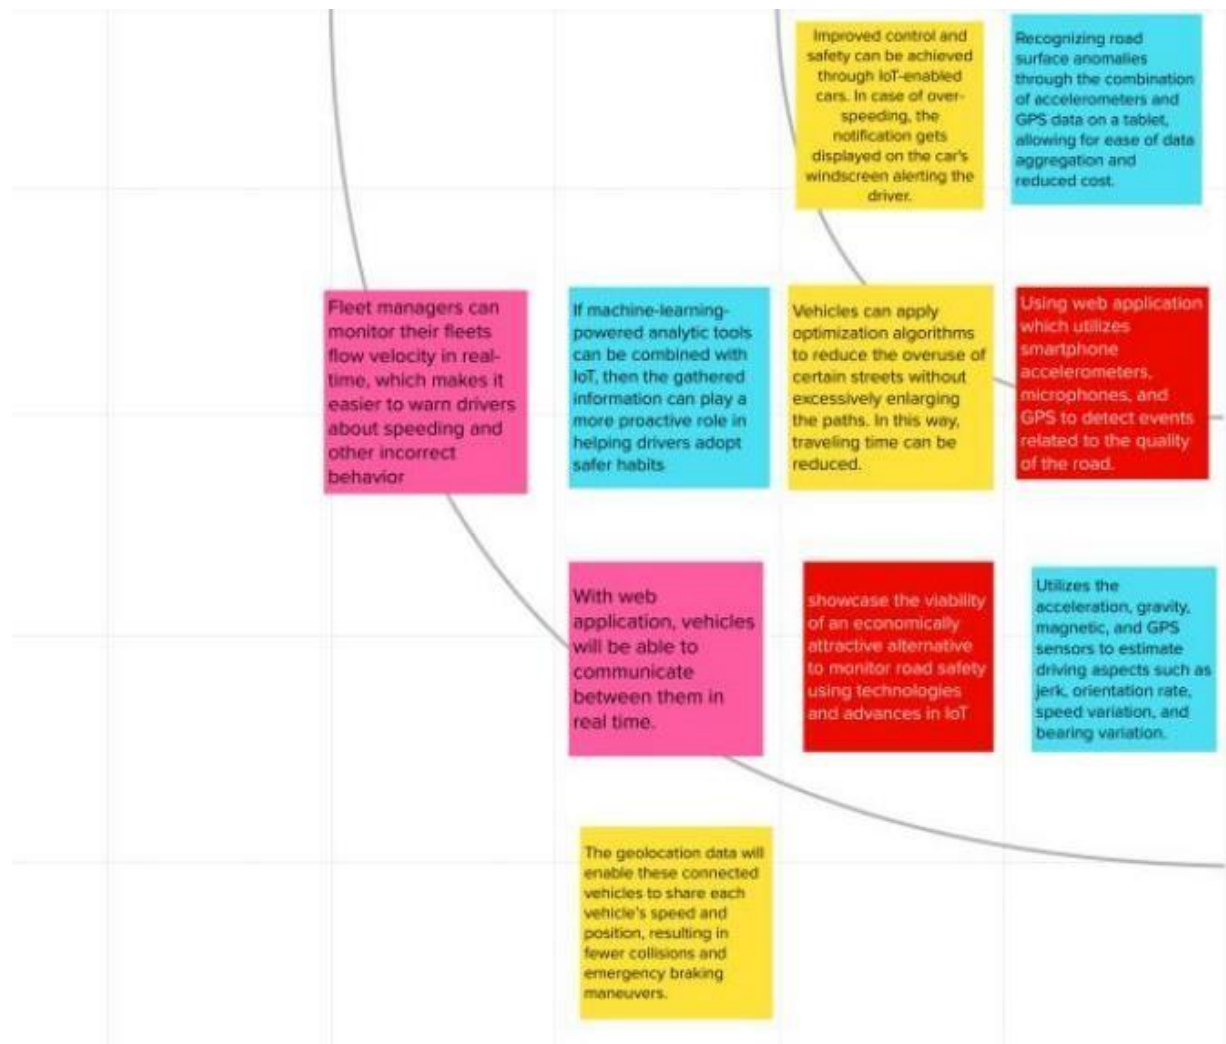 Improved control and
safety can be achieved
through IoT-enabled
cars. In case of over-
speeding, the
notification gets
displayed on the car's
windscreen alerting the
driver.
Recognizing road
surface anomalies
through the combination
of accelerometers and
GPS data on a tablet,
allowing for ease of data
aggregation and
reduced cost.
Fleet managers can
monitor their fleets
flow velocity in real-
time, which makes it
easier to warn drivers
about speeding and
other incorrect
behavior
If machine-learning-
powered analytic tools
can be combined with
IoT, then the gathered
information can play a
more proactive role in
helping drivers adopt
safer habits
Vehicles can apply
optimization algorithms
to reduce the overuse of
certain streets without
excessively enlarging
the paths. In this way,
traveling time can be
reduced.
Using web application
which utilizes
smartphone
accelerometers,
microphones, and
GPS to detect events
related to the quality
of the road.
With web
application, vehicles
will be able to
communicate
between them in
real time.
showcase the viability
of an economically
attractive alternative
to monitor road safety
using technologies
and advances in IoT
Utilizes the
acceleration, gravity,
magnetic, and GPS
sensors to estimate
driving aspects such as
jerk, orientation rate,
speed variation, and
bearing variation.
The geolocation data will
enable these connected
vehicles to share each
vehicle's speed and
position, resulting in
fewer collisions and
emergency braking
maneuvers.